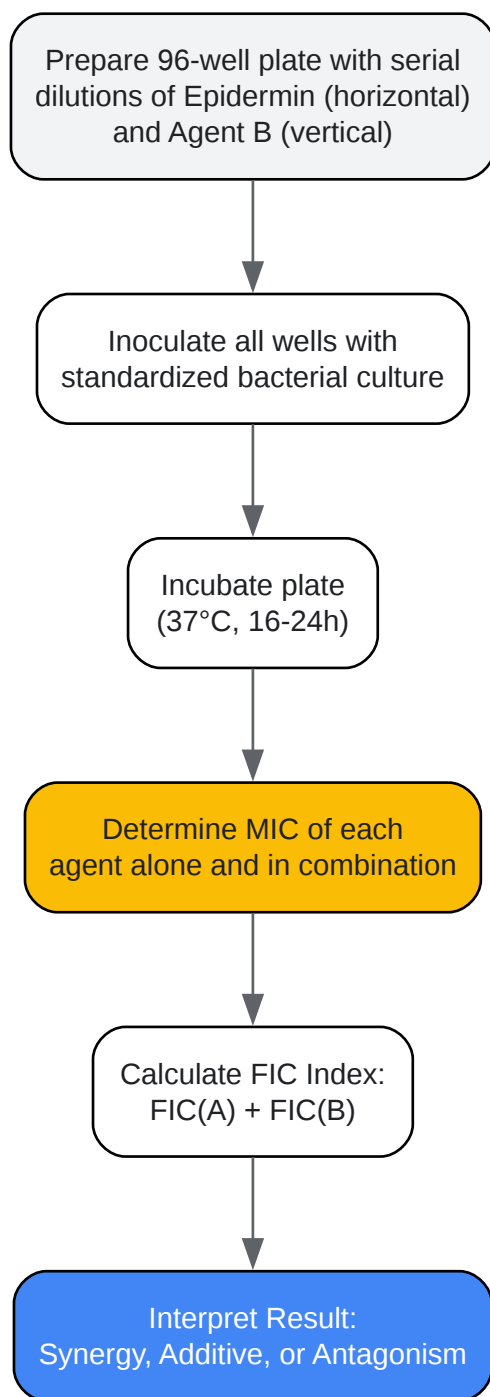 Prepare 96-well plate with serial
dilutions of Epidermin (horizontal)
and Agent B (vertical)
Inoculate all wells with
standardized bacterial culture
Incubate plate
(37°C, 16-24h)
Determine MIC of each
agent alone and in combination
Calculate FIC Index:
FIC(A) + FIC(B)
Interpret Result:
Synergy, Additive, or Antagonism